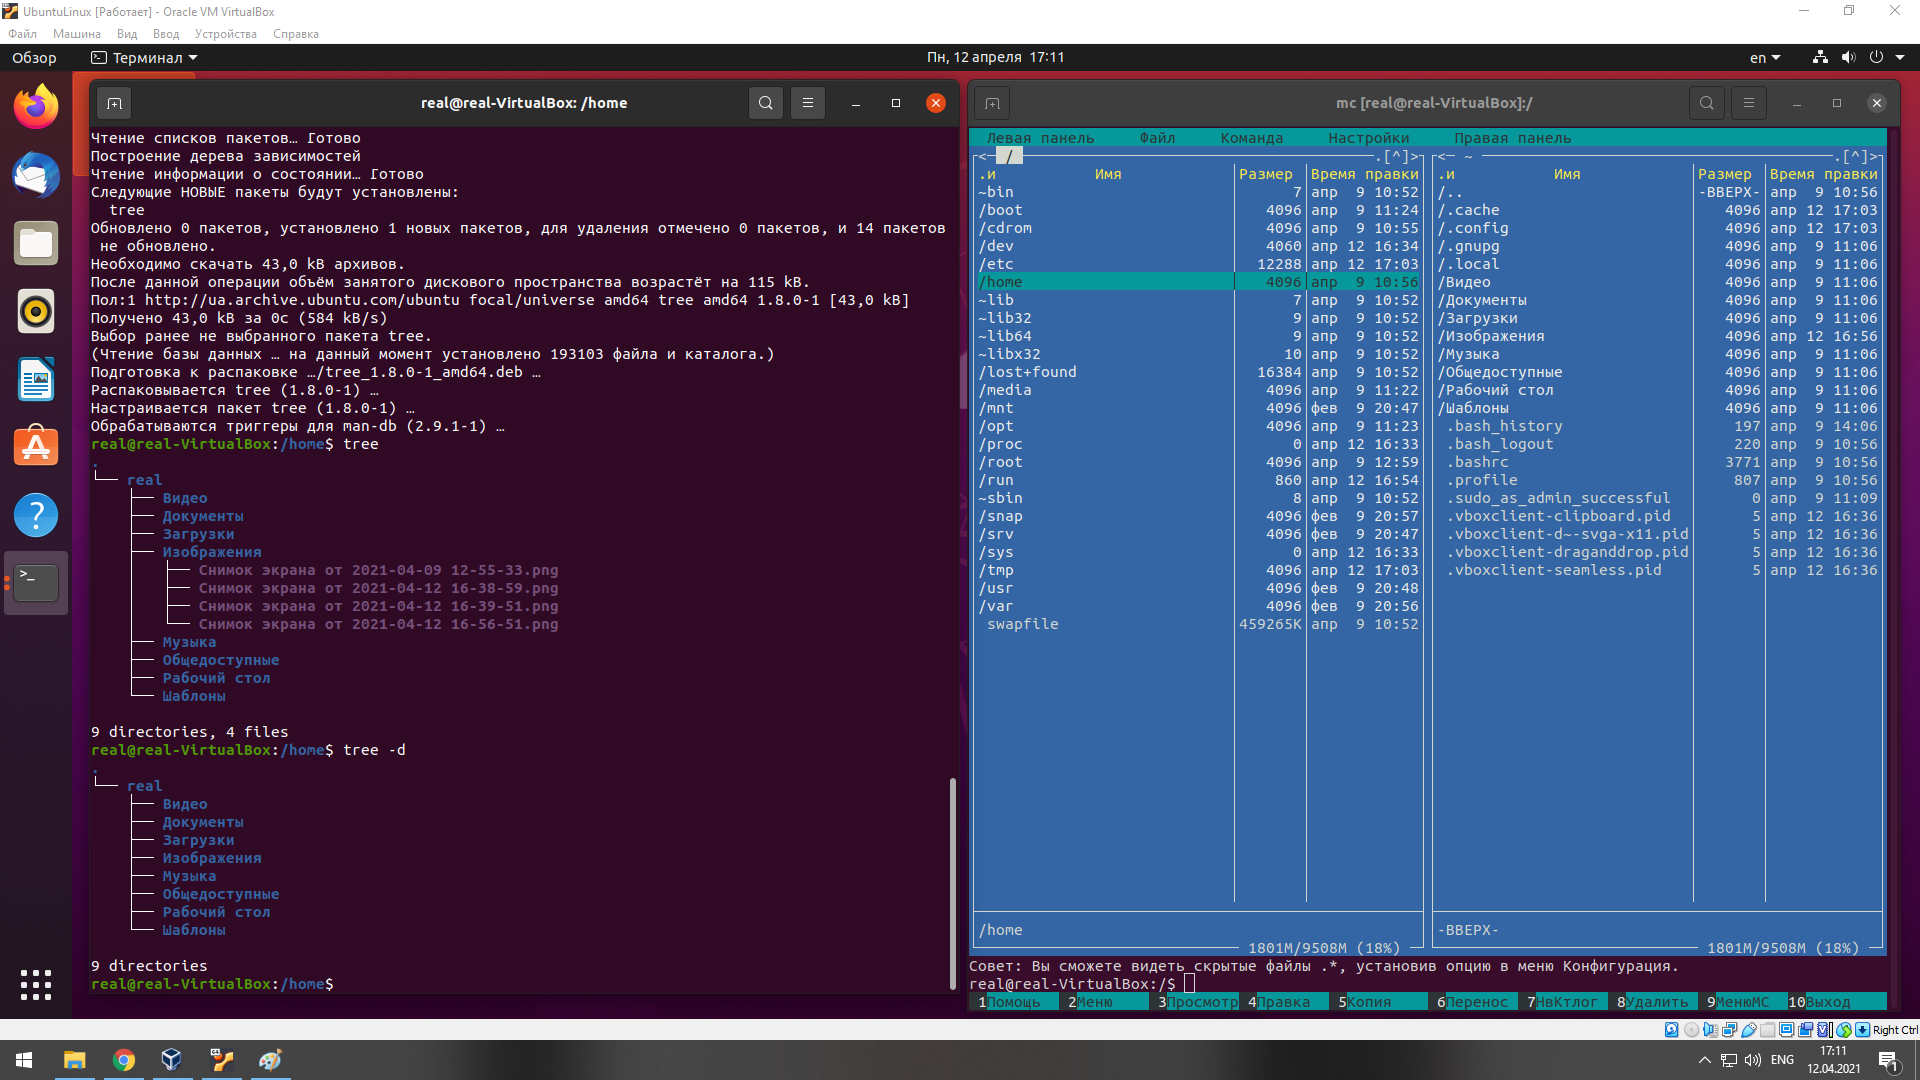 UbuntuLinux [Работает] - Oracle VM VirtualBox
Файл Машина Вид Ввод Устройства Справка
Обзор Терминал Пн, 12 апреля 17:11 en
real@real-VirtualBox: /home
Чтение списков пакетов… Готово
Построение дерева зависимостей
Чтение информации о состоянии… Готово
Следующие НОВЫЕ пакеты будут установлены:
tree
Обновлено 0 пакетов, установлено 1 новых пакетов, для удаления отмечено 0 пакетов, и 14 пакетов
не обновлено.
Необходимо скачать 43,0 kB архивов.
После данной операции объём занятого дискового пространства возрастёт на 115 kB.
Пол:1 http://ua.archive.ubuntu.com/ubuntu focal/universe amd64 tree amd64 1.8.0-1 [43,0 kB]
Получено 43,0 kB за 0с (584 kB/s)
Выбор ранее не выбранного пакета tree.
(Чтение базы данных … на данный момент установлено 193103 файла и каталога.)
Подготовка к распаковке …/tree_1.8.0-1_amd64.deb …
Распаковывается tree (1.8.0-1) …
Настраивается пакет tree (1.8.0-1) …
Обрабатываются триггеры для man-db (2.9.1-1) …
real@real-VirtualBox:/home$ tree
.
└── real
├── Видео
├── Документы
├── Загрузки
├── Изображения
│   ├── Снимок экрана от 2021-04-09 12-55-33.png
│   ├── Снимок экрана от 2021-04-12 16-38-59.png
│   ├── Снимок экрана от 2021-04-12 16-39-51.png
│   └── Снимок экрана от 2021-04-12 16-56-51.png
├── Музыка
├── Общедоступные
├── Рабочий стол
└── Шаблоны
9 directories, 4 files
real@real-VirtualBox:/home$ tree -d
.
└── real
├── Видео
├── Документы
├── Загрузки
├── Изображения
├── Музыка
├── Общедоступные
├── Рабочий стол
└── Шаблоны
9 directories
real@real-VirtualBox:/home$
mc [real@real-VirtualBox]:/
Левая панель Файл Команда Настройки Правая панель
<─ / .[^]>
.и Имя Размер Время правки
~bin 7 апр 9 10:52
/boot 4096 апр 9 11:24
/cdrom 4096 апр 9 10:55
/dev 4060 апр 12 16:34
/etc 12288 апр 12 17:03
/home 4096 апр 9 10:56
~lib 7 апр 9 10:52
~lib32 9 апр 9 10:52
~lib64 9 апр 9 10:52
~libx32 10 апр 9 10:52
/lost+found 16384 апр 9 10:52
/media 4096 апр 9 11:22
/mnt 4096 фев 9 20:47
/opt 4096 апр 9 11:23
/proc 0 апр 12 16:33
/root 4096 апр 9 12:59
/run 860 апр 12 16:54
~sbin 8 апр 9 10:52
/snap 4096 фев 9 20:57
/srv 4096 фев 9 20:47
/sys 0 апр 12 16:33
/tmp 4096 апр 12 17:03
/usr 4096 фев 9 20:48
/var 4096 фев 9 20:56
swapfile 459265K апр 9 10:52
/home
1801M/9508M (18%)
<─ ~ .[^]>
.и Имя Размер Время правки
/.. -ВВЕРХ- апр 9 10:56
/.cache 4096 апр 12 17:03
/.config 4096 апр 12 17:03
/.gnupg 4096 апр 9 11:06
/.local 4096 апр 9 11:06
/Видео 4096 апр 9 11:06
/Документы 4096 апр 9 11:06
/Загрузки 4096 апр 9 11:06
/Изображения 4096 апр 12 16:56
/Музыка 4096 апр 9 11:06
/Общедоступные 4096 апр 9 11:06
/Рабочий стол 4096 апр 9 11:06
/Шаблоны 4096 апр 9 11:06
.bash_history 197 апр 9 14:06
.bash_logout 220 апр 9 10:56
.bashrc 3771 апр 9 10:56
.profile 807 апр 9 10:56
.sudo_as_admin_successful 0 апр 9 11:09
.vboxclient-clipboard.pid 5 апр 12 16:36
.vboxclient-d~-svga-x11.pid 5 апр 12 16:36
.vboxclient-draganddrop.pid 5 апр 12 16:36
.vboxclient-seamless.pid 5 апр 12 16:36
-ВВЕРХ-
1801M/9508M (18%)
Совет: Вы сможете видеть скрытые файлы .*, установив опцию в меню Конфигурация.
real@real-VirtualBox:/$
1Помощь 2Меню 3Просмотр 4Правка 5Копия 6Перенос 7НвКтлог 8Удалить 9МенюМС 10Выход
Right Ctrl
ENG 17:11
12.04.2021
1